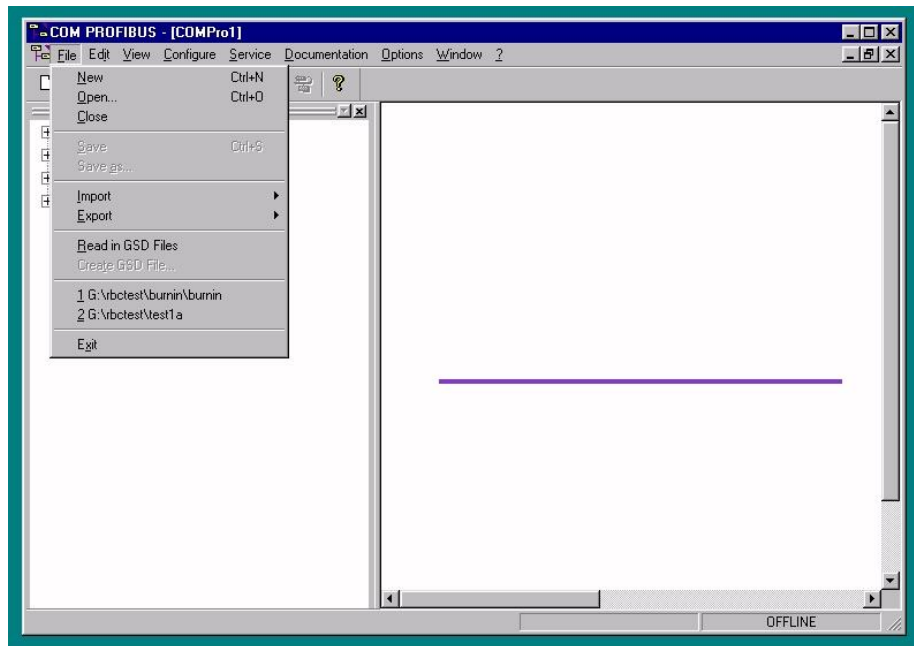 COM PROFIBUS - [COMPro1]
File Edit View Configure Service Documentation Options Window ?
New Ctrl+N
Open... Ctrl+O
Close
Save Ctrl+S
Save as...
Import
Export
Read in GSD Files
Create GSD File...
1 G:\rbctest\burnin\burnin
2 G:\rbctest\test1a
Exit
OFFLINE